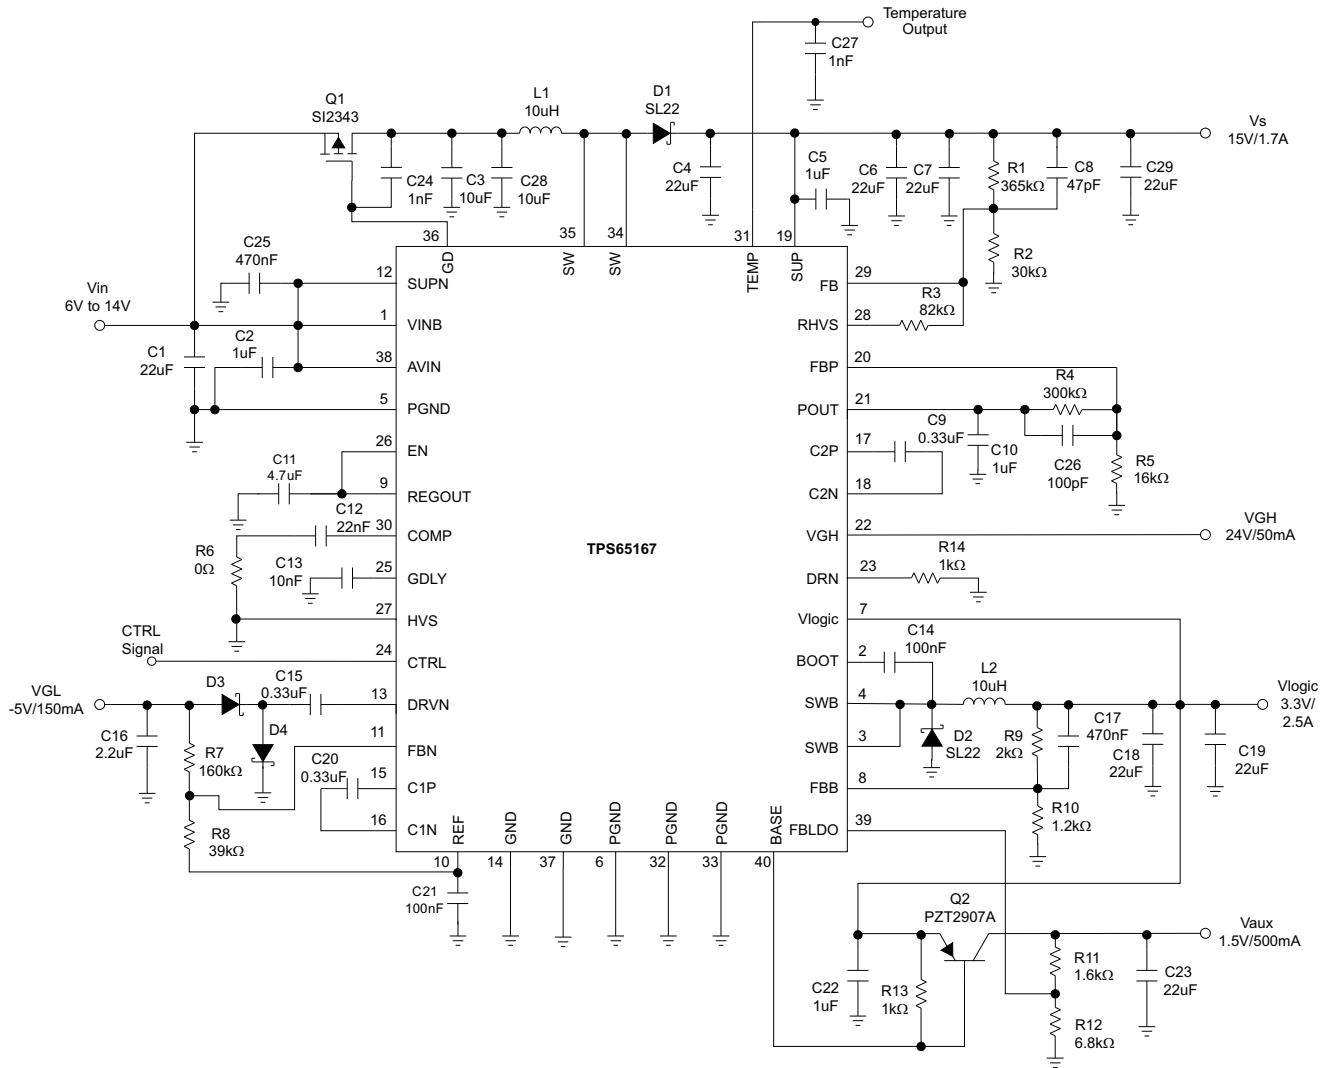 Temperature
Output
C27
1nF
Q1
SI2343
L1
10uH
D1
SL22
Vs
15V/1.7A
C24
1nF
C3
10uF
C28
10uF
C4
22uF
C5
1uF
C6
22uF
C7
22uF
R1
365kΩ
C8
47pF
C29
22uF
R2
30kΩ
36
35
34
31
19
GD
SW
SW
TEMP
SUP
C25
470nF
12
SUPN
FB
29
Vin
6V to 14V
R3
82kΩ
1
VINB
RHVS
28
C1
22uF
C2
1uF
38
AVIN
FBP
20
R4
300kΩ
5
PGND
POUT
21
C9
0.33uF
C10
1uF
C26
100pF
R5
16kΩ
26
EN
C2P
17
C11
4.7uF
9
REGOUT
C2N
18
C12
22nF
30
COMP
VGH
22
VGH
24V/50mA
TPS65167
R6
0Ω
C13
10nF
25
GDLY
DRN
23
R14
1kΩ
27
HVS
Vlogic
7
CTRL
Signal
24
CTRL
BOOT
2
C14
100nF
VGL
-5V/150mA
D3
C15
0.33uF
13
DRVN
SWB
4
L2
10uH
Vlogic
3.3V/
2.5A
C16
2.2uF
R7
160kΩ
D4
11
FBN
SWB
3
D2
SL22
R9
2kΩ
C17
470nF
C18
22uF
C19
22uF
C20
0.33uF
15
C1P
FBB
8
R10
1.2kΩ
R8
39kΩ
16
C1N
FBLDO
39
REF
GND
GND
PGND
PGND
PGND
BASE
10
14
37
6
32
33
40
C21
100nF
Q2
PZT2907A
Vaux
1.5V/500mA
C22
1uF
R13
1kΩ
R11
1.6kΩ
C23
22uF
R12
6.8kΩ